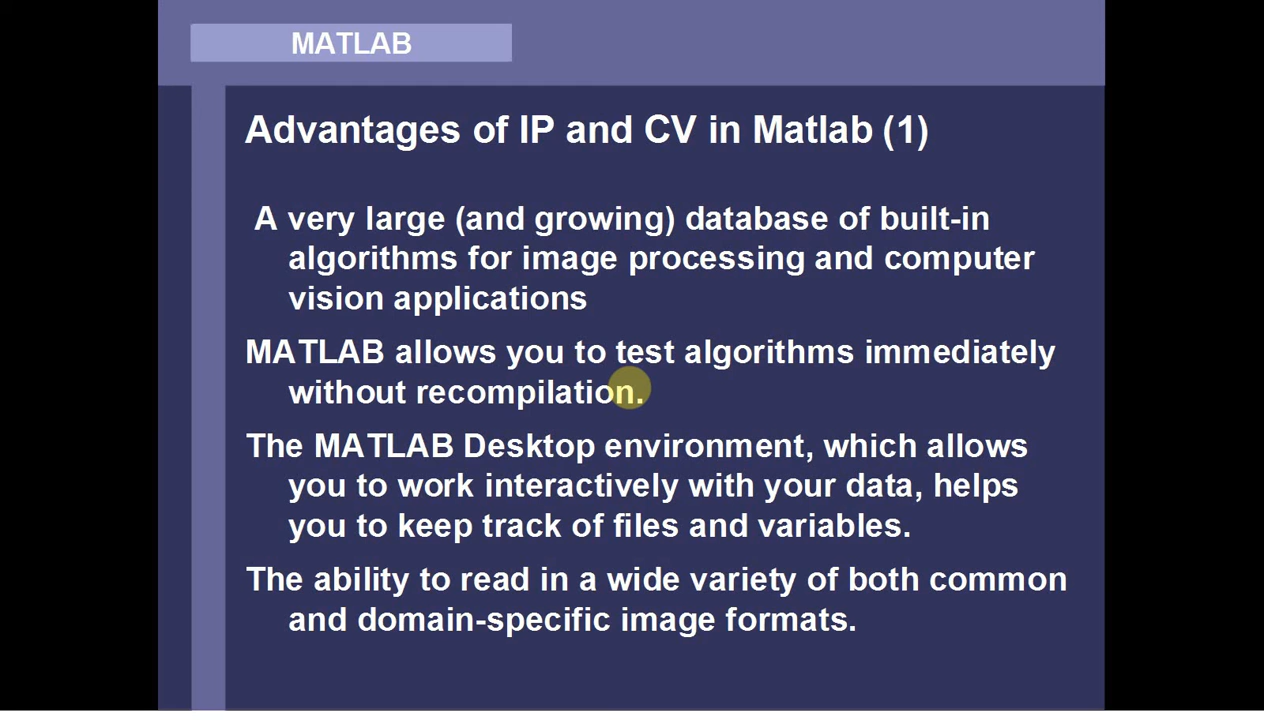 MATLAB
Advantages of IP and CV in Matlab (1)
A very large (and growing) database of built-in
algorithms for image processing and computer
vision applications
MATLAB allows you to test algorithms immediately
without recompilation.
The MATLAB Desktop environment, which allows
you to work interactively with your data, helps
you to keep track of files and variables.
The ability to read in a wide variety of both common
and domain-specific image formats.